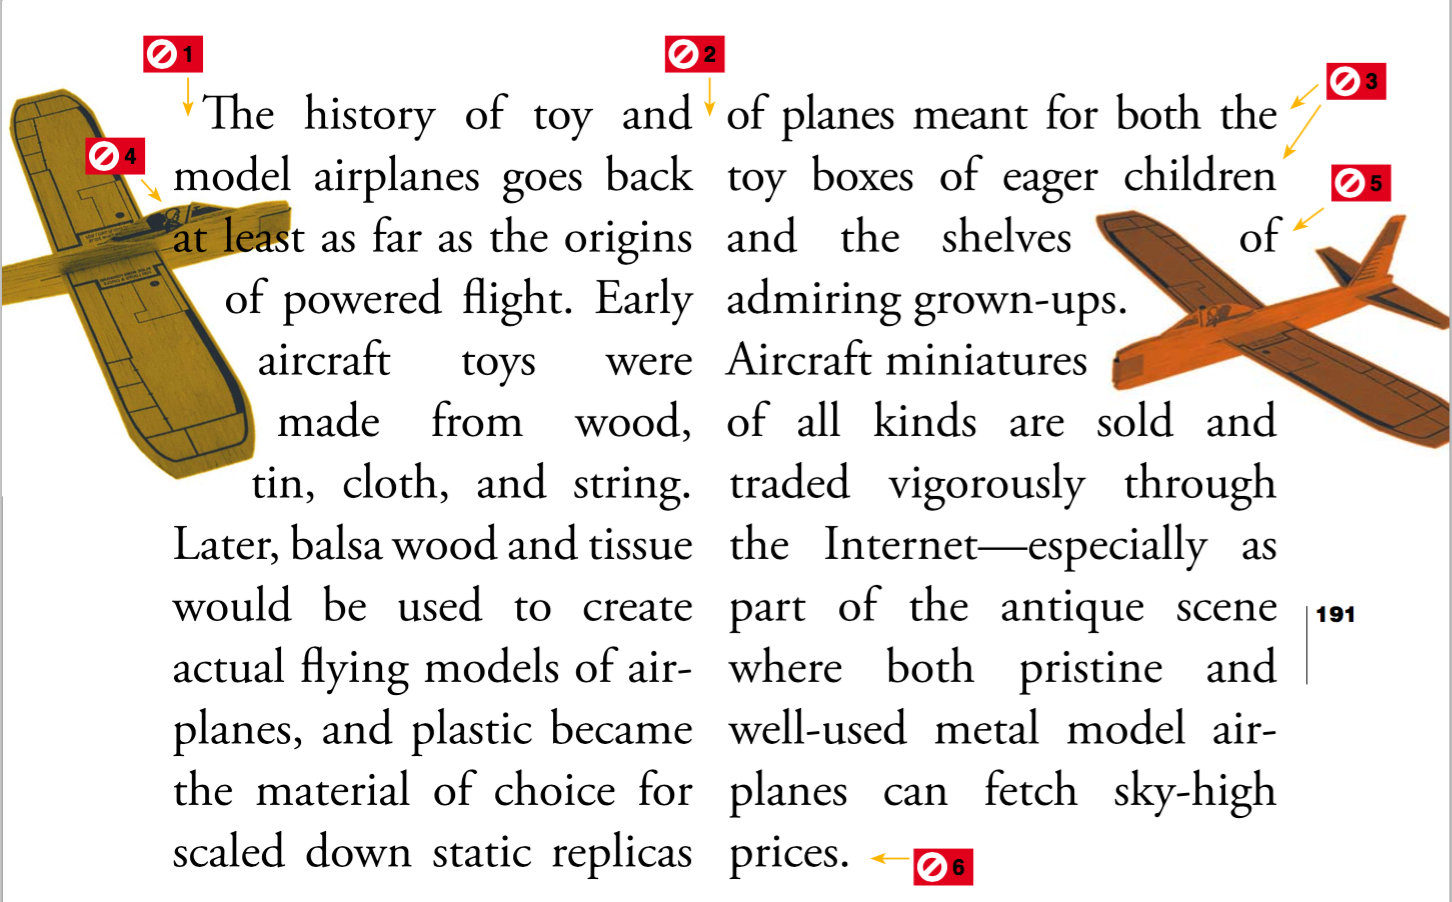 1
2
3
4
5
The history of toy and
model airplanes goes back
at least as far as the origins
of powered flight. Early
aircraft toys were
made from wood,
tin, cloth, and string.
Later, balsa wood and tissue
would be used to create
actual flying models of air-
planes, and plastic became
the material of choice for
scaled down static replicas
of planes meant for both the
toy boxes of eager children
and the shelves of
admiring grown-ups.
Aircraft miniatures
of all kinds are sold and
traded vigorously through
the Internet—especially as
part of the antique scene
where both pristine and
well-used metal model air-
planes can fetch sky-high
prices.
6
191